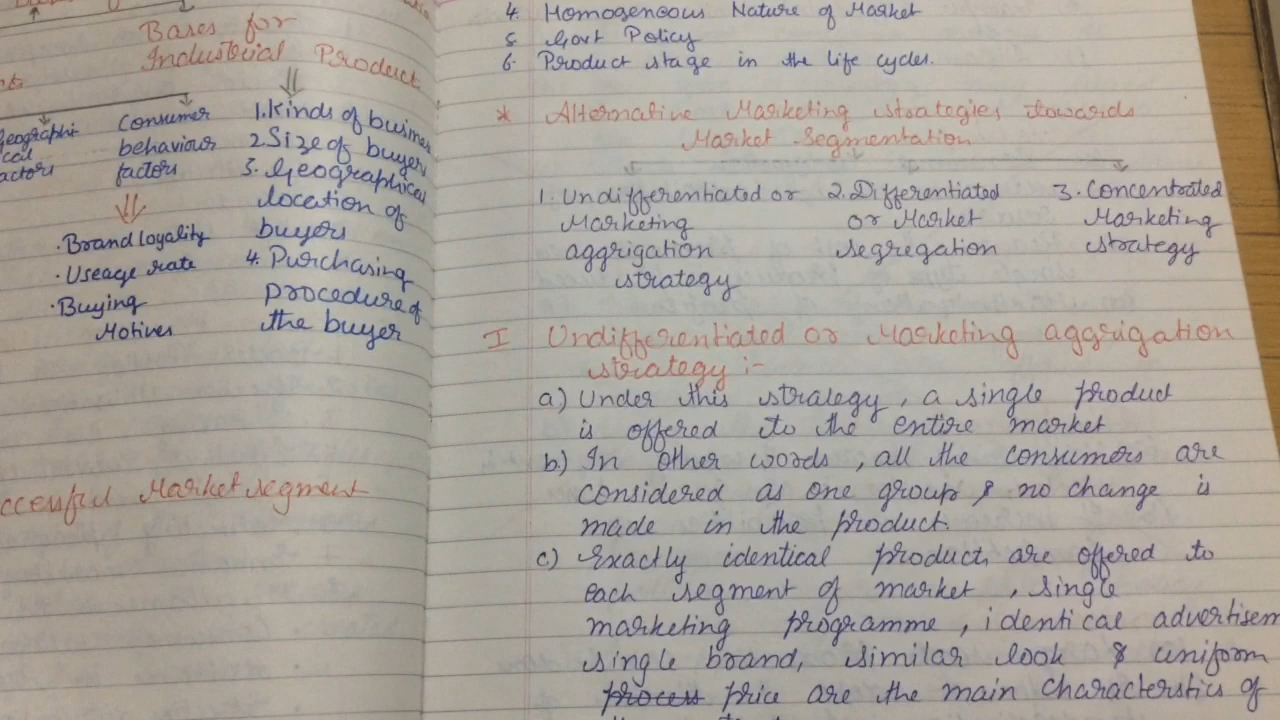 Bases for
Industrial Product
Consumer
behaviour
factors
· Brand loyality
· Useage rate
· Buying
Motives
1. Kinds of
2. Size of buyers
3. Geographical
location of
buyers
4. Purchasing
procedure of
the buyer
Market segment
4. Homogeneous Nature of Market
5 Govt Policy
6. Product stage in the life cycles.
* Alternative Marketing strategies towards
Market Segmentation
1. Undifferentiated or 2. Differentiated 3. Concentrated
Marketing or Market Marketing
aggrigation segregation strategy
strategy
I Undifferentiated or Marketing aggrigation
strategy :-
a) Under this strategy, a single product
is offered to the entire market
b) In other words, all the consumers are
considered as one group & no change is
made in the product.
c) Exactly identical product are offered to
each segment of market, single
marketing programme, identical advertisem
single brand, similar look & uniform
process price are the main characterstics of